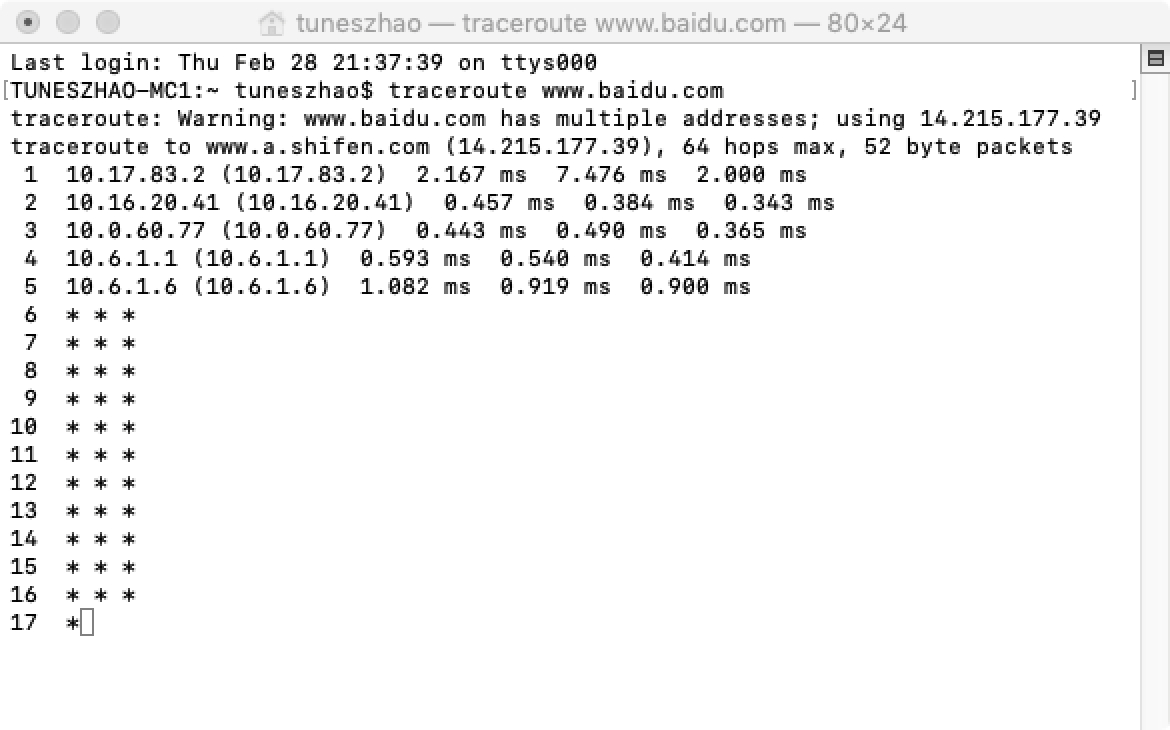 tuneszhao — traceroute www.baidu.com — 80×24
Last login: Thu Feb 28 21:37:39 on ttys000
[TUNESZHAO-MC1:~ tuneszhao$ traceroute www.baidu.com ]
traceroute: Warning: www.baidu.com has multiple addresses; using 14.215.177.39
traceroute to www.a.shifen.com (14.215.177.39), 64 hops max, 52 byte packets
 1  10.17.83.2 (10.17.83.2)  2.167 ms  7.476 ms  2.000 ms
 2  10.16.20.41 (10.16.20.41)  0.457 ms  0.384 ms  0.343 ms
 3  10.0.60.77 (10.0.60.77)  0.443 ms  0.490 ms  0.365 ms
 4  10.6.1.1 (10.6.1.1)  0.593 ms  0.540 ms  0.414 ms
 5  10.6.1.6 (10.6.1.6)  1.082 ms  0.919 ms  0.900 ms
 6  * * *
 7  * * *
 8  * * *
 9  * * *
10  * * *
11  * * *
12  * * *
13  * * *
14  * * *
15  * * *
16  * * *
17  *